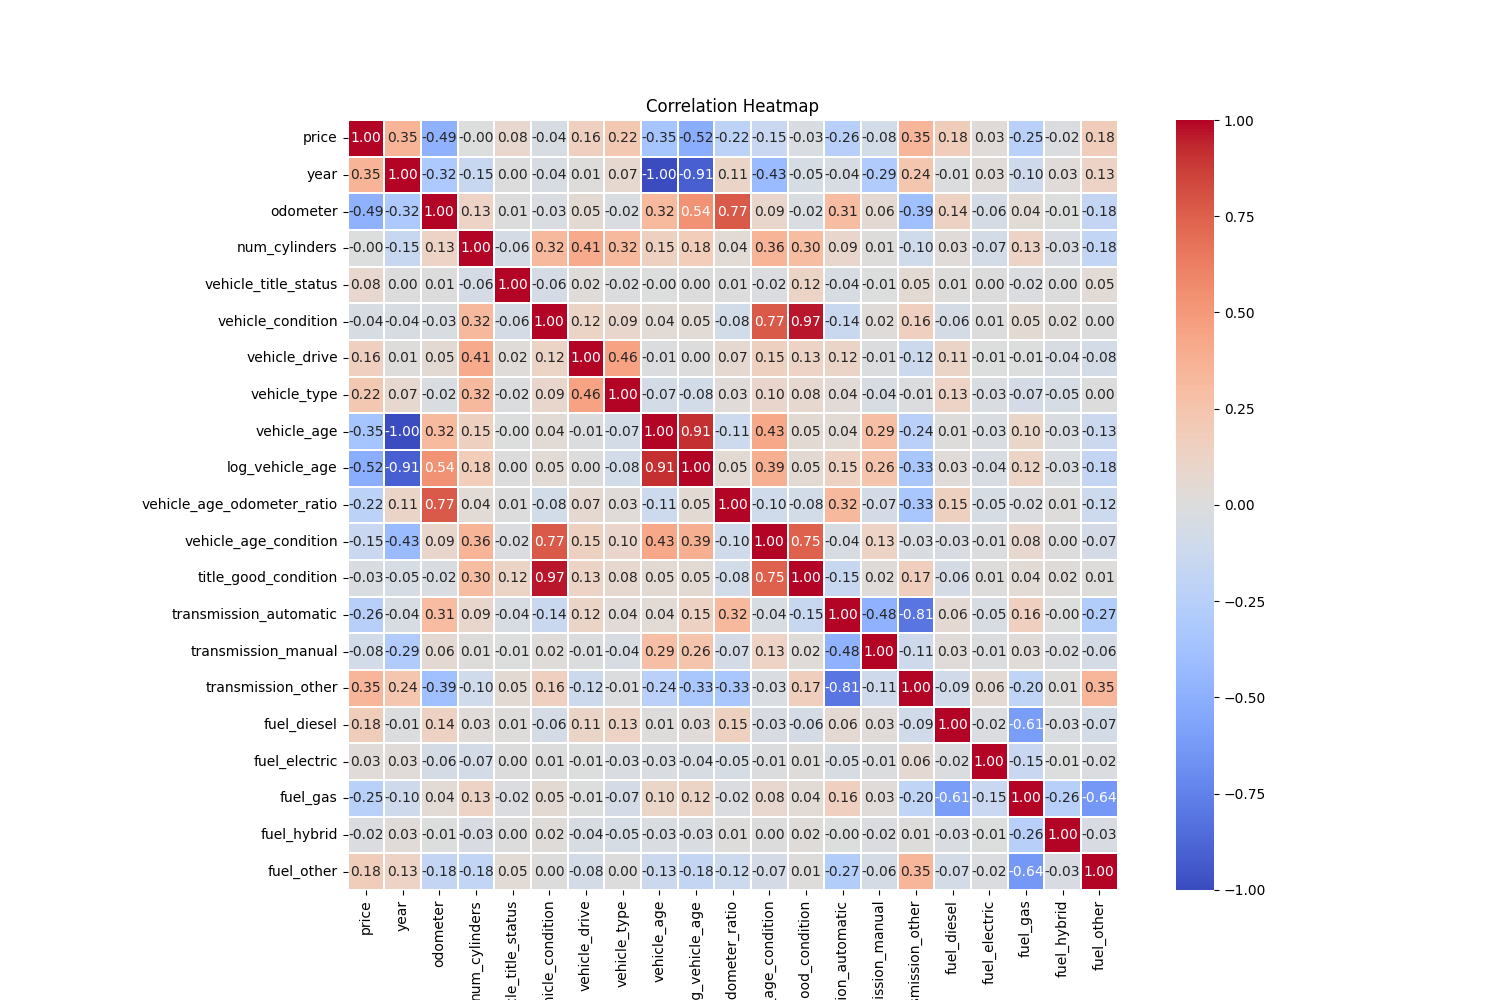 Correlation Heatmap
price 1.00 0.35 -0.49 -0.00 0.08 -0.04 0.16 0.22 -0.35 -0.52 -0.22 -0.15 -0.03 -0.26 -0.08 0.35 0.18 0.03 -0.25 -0.02 0.18
year 0.35 1.00 -0.32 -0.15 0.00 -0.04 0.01 0.07 -1.00 -0.91 0.11 -0.43 -0.05 -0.04 -0.29 0.24 -0.01 0.03 -0.10 0.03 0.13
odometer -0.49 -0.32 1.00 0.13 0.01 -0.03 0.05 -0.02 0.32 0.54 0.77 0.09 -0.02 0.31 0.06 -0.39 0.14 -0.06 0.04 -0.01 -0.18
num_cylinders -0.00 -0.15 0.13 1.00 -0.06 0.32 0.41 0.32 0.15 0.18 0.04 0.36 0.30 0.09 0.01 -0.10 0.03 -0.07 0.13 -0.03 -0.18
vehicle_title_status 0.08 0.00 0.01 -0.06 1.00 -0.06 0.02 -0.02 -0.00 0.00 0.01 -0.02 0.12 -0.04 -0.01 0.05 0.01 0.00 -0.02 0.00 0.05
vehicle_condition -0.04 -0.04 -0.03 0.32 -0.06 1.00 0.12 0.09 0.04 0.05 -0.08 0.77 0.97 -0.14 0.02 0.16 -0.06 0.01 0.05 0.02 0.00
vehicle_drive 0.16 0.01 0.05 0.41 0.02 0.12 1.00 0.46 -0.01 0.00 0.07 0.15 0.13 0.12 -0.01 -0.12 0.11 -0.01 -0.01 -0.04 -0.08
vehicle_type 0.22 0.07 -0.02 0.32 -0.02 0.09 0.46 1.00 -0.07 -0.08 0.03 0.10 0.08 0.04 -0.04 -0.01 0.13 -0.03 -0.07 -0.05 0.00
vehicle_age -0.35 -1.00 0.32 0.15 -0.00 0.04 -0.01 -0.07 1.00 0.91 -0.11 0.43 0.05 0.04 0.29 -0.24 0.01 -0.03 0.10 -0.03 -0.13
log_vehicle_age -0.52 -0.91 0.54 0.18 0.00 0.05 0.00 -0.08 0.91 1.00 0.05 0.39 0.05 0.15 0.26 -0.33 0.03 -0.04 0.12 -0.03 -0.18
vehicle_age_odometer_ratio -0.22 0.11 0.77 0.04 0.01 -0.08 0.07 0.03 -0.11 0.05 1.00 -0.10 -0.08 0.32 -0.07 -0.33 0.15 -0.05 -0.02 0.01 -0.12
vehicle_age_condition -0.15 -0.43 0.09 0.36 -0.02 0.77 0.15 0.10 0.43 0.39 -0.10 1.00 0.75 -0.04 0.13 -0.03 -0.03 -0.01 0.08 0.00 -0.07
title_good_condition -0.03 -0.05 -0.02 0.30 0.12 0.97 0.13 0.08 0.05 0.05 -0.08 0.75 1.00 -0.15 0.02 0.17 -0.06 0.01 0.04 0.02 0.01
transmission_automatic -0.26 -0.04 0.31 0.09 -0.04 -0.14 0.12 0.04 0.04 0.15 0.32 -0.04 -0.15 1.00 -0.48 -0.81 0.06 -0.05 0.16 -0.00 -0.27
transmission_manual -0.08 -0.29 0.06 0.01 -0.01 0.02 -0.01 -0.04 0.29 0.26 -0.07 0.13 0.02 -0.48 1.00 -0.11 0.03 -0.01 0.03 -0.02 -0.06
transmission_other 0.35 0.24 -0.39 -0.10 0.05 0.16 -0.12 -0.01 -0.24 -0.33 -0.33 -0.03 0.17 -0.81 -0.11 1.00 -0.09 0.06 -0.20 0.01 0.35
fuel_diesel 0.18 -0.01 0.14 0.03 0.01 -0.06 0.11 0.13 0.01 0.03 0.15 -0.03 -0.06 0.06 0.03 -0.09 1.00 -0.02 -0.61 -0.03 -0.07
fuel_electric 0.03 0.03 -0.06 -0.07 0.00 0.01 -0.01 -0.03 -0.03 -0.04 -0.05 -0.01 0.01 -0.05 -0.01 0.06 -0.02 1.00 -0.15 -0.01 -0.02
fuel_gas -0.25 -0.10 0.04 0.13 -0.02 0.05 -0.01 -0.07 0.10 0.12 -0.02 0.08 0.04 0.16 0.03 -0.20 -0.61 -0.15 1.00 -0.26 -0.64
fuel_hybrid -0.02 0.03 -0.01 -0.03 0.00 0.02 -0.04 -0.05 -0.03 -0.03 0.01 0.00 0.02 -0.00 -0.02 0.01 -0.03 -0.01 -0.26 1.00 -0.03
fuel_other 0.18 0.13 -0.18 -0.18 0.05 0.00 -0.08 0.00 -0.13 -0.18 -0.12 -0.07 0.01 -0.27 -0.06 0.35 -0.07 -0.02 -0.64 -0.03 1.00
price
year
odometer
num_cylinders
cle_title_status
hicle_condition
vehicle_drive
vehicle_type
vehicle_age
g_vehicle_age
dometer_ratio
_age_condition
ood_condition
ion_automatic
ission_manual
smission_other
fuel_diesel
fuel_electric
fuel_gas
fuel_hybrid
fuel_other
1.00
0.75
0.50
0.25
0.00
−0.25
−0.50
−0.75
−1.00